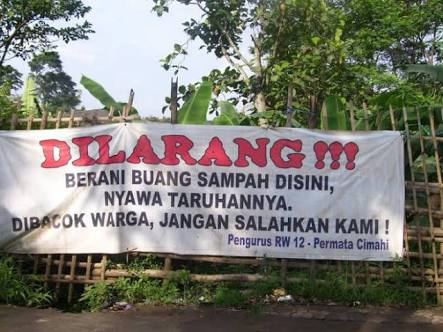 DILARANG!!!
BERANI BUANG SAMPAH DISINI,
NYAWA TARUHANNYA.
DIBACOK WARGA, JANGAN SALAHKAN KAMI !
Pengurus RW 12 - Permata Cimahi